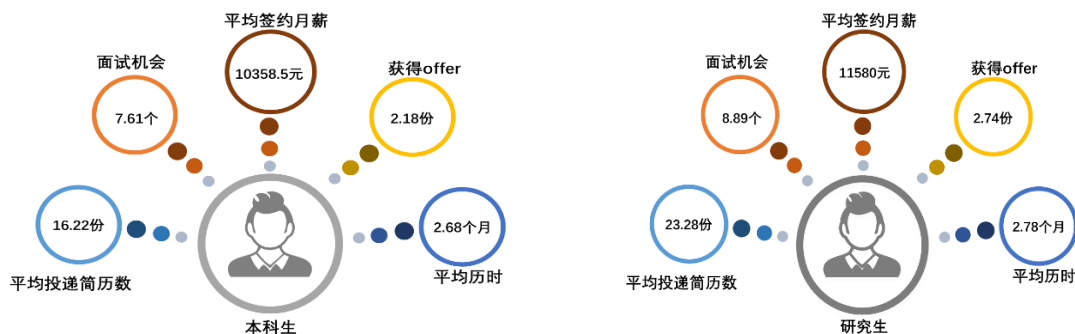 平均签约月薪
10358.5元
面试机会
7.61个
获得offer
2.18份
16.22份
平均投递简历数
2.68个月
平均历时
本科生
平均签约月薪
11580元
面试机会
8.89个
获得offer
2.74份
23.28份
平均投递简历数
2.78个月
平均历时
研究生